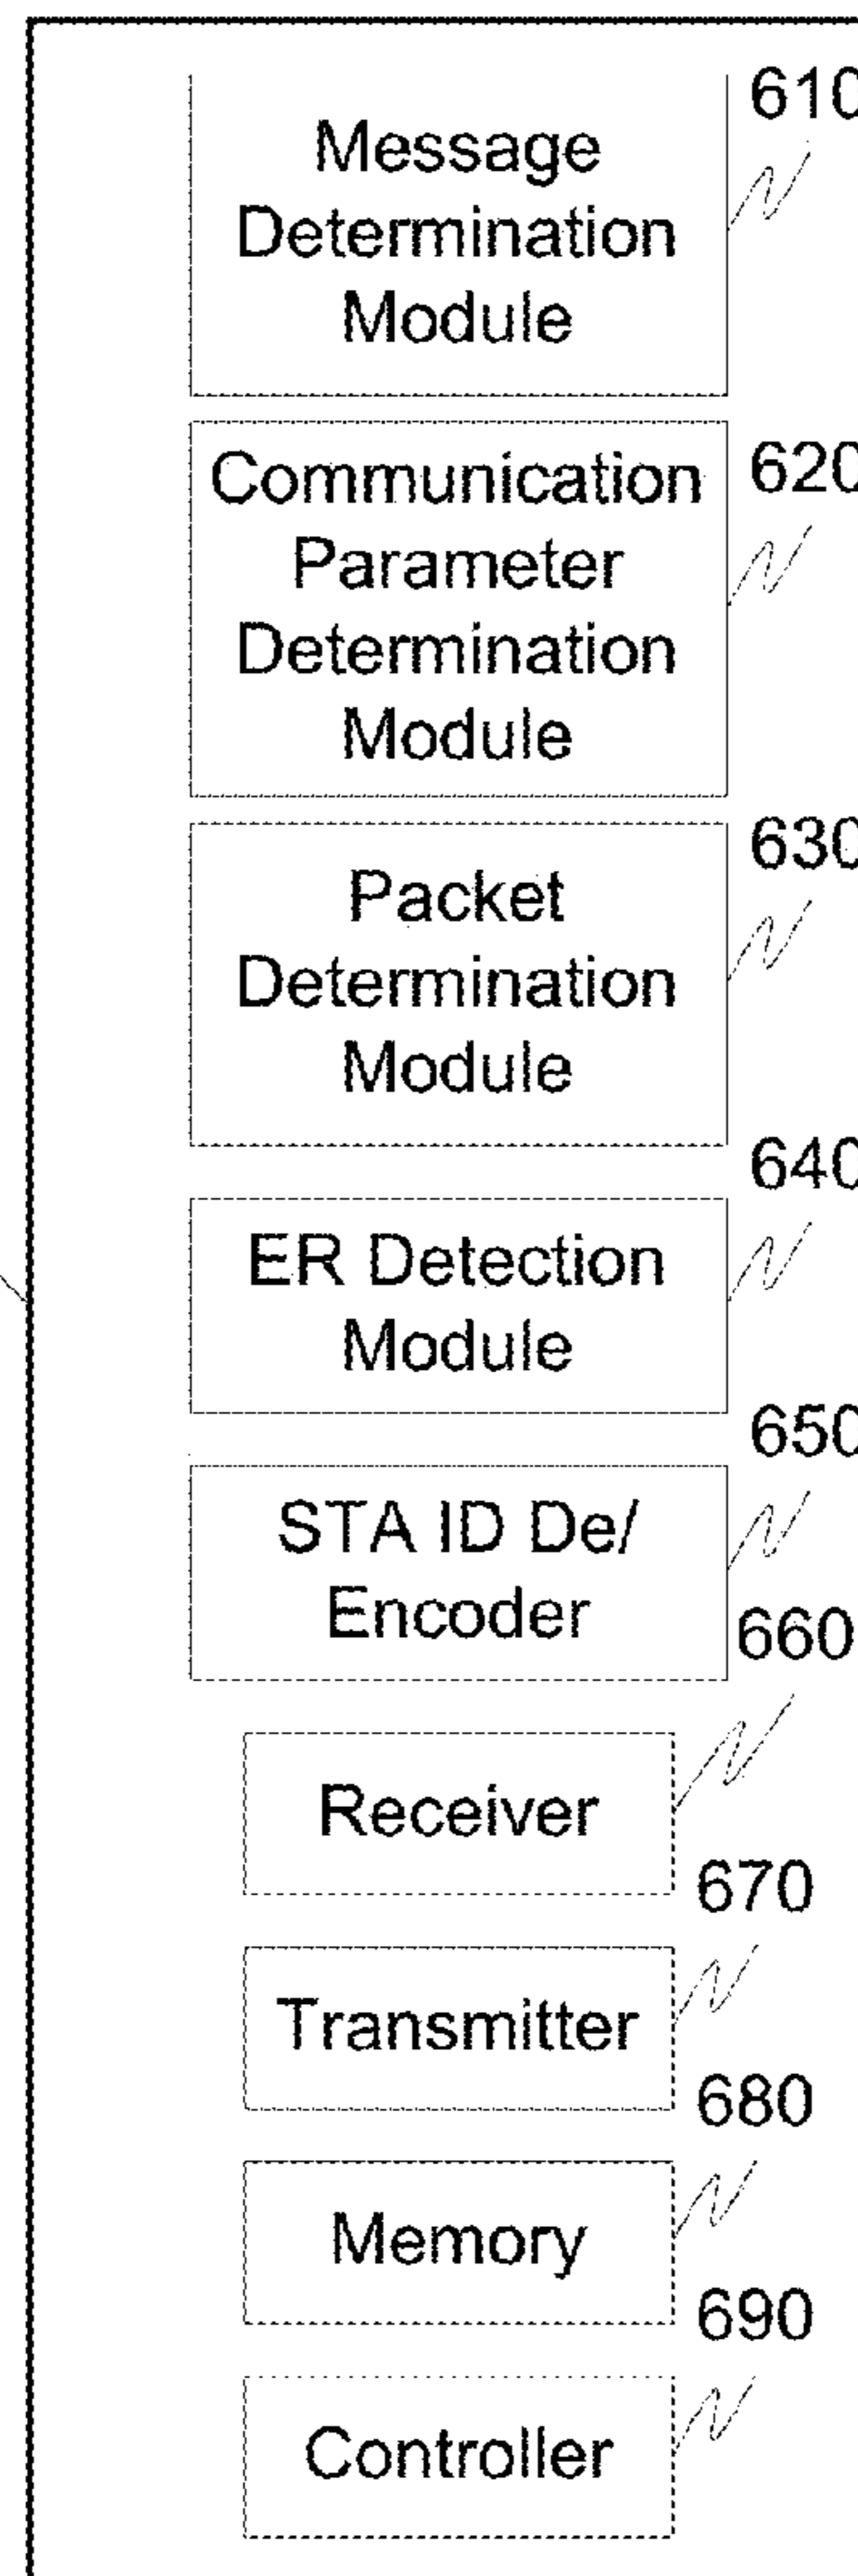 610
Message
Determination
Module
620
Communication
Parameter
Determination
Module
630
Packet
Determination
Module
640
ER Detection
Module
650
STA ID De/
Encoder
660
Receiver
670
Transmitter
680
Memory
690
Controller